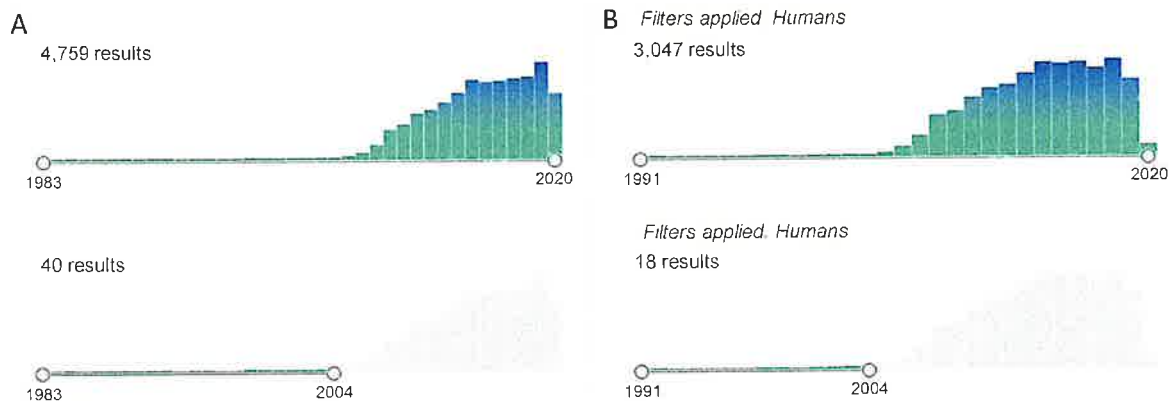 A
4,759 results
1983
2020
40 results
1983
2004
B
Filters applied Humans
3,047 results
1991
2020
Filters applied. Humans
18 results
1991
2004